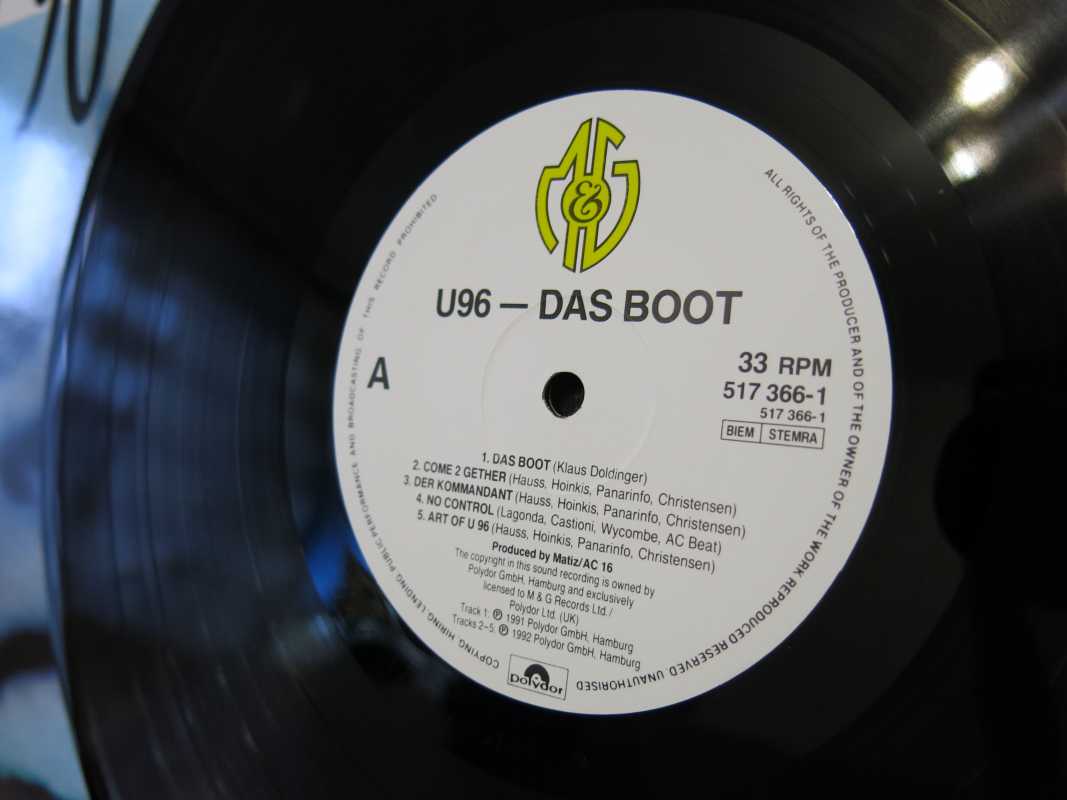 M&G
U96 – DAS BOOT
A
33 RPM
517 366-1
517 366-1
BIEM STEMRA
1. DAS BOOT (Klaus Doldinger)
2. COME 2 GETHER (Hauss, Hoinkis, Panarinfo, Christensen)
3. DER KOMMANDANT (Hauss, Hoinkis, Panarinfo, Christensen)
4. NO CONTROL (Lagonda, Castioni, Wycombe, AC Beat)
5. ART OF U 96 (Hauss, Hoinkis, Panarinfo, Christensen)
Produced by Matiz/AC 16
The copyright in this sound recording is owned by
Polydor GmbH, Hamburg and exclusively
licensed to M & G Records Ltd./
Polydor Ltd. (UK)
Track 1: ℗ 1991 Polydor GmbH, Hamburg
Tracks 2–5: ℗ 1992 Polydor GmbH, Hamburg
polydor
ALL RIGHTS OF THE PRODUCER AND OF THE OWNER OF THE WORK REPRODUCED RESERVED. UNAUTHORISED COPYING, HIRING, LENDING, PUBLIC PERFORMANCE AND BROADCASTING OF THIS RECORD PROHIBITED